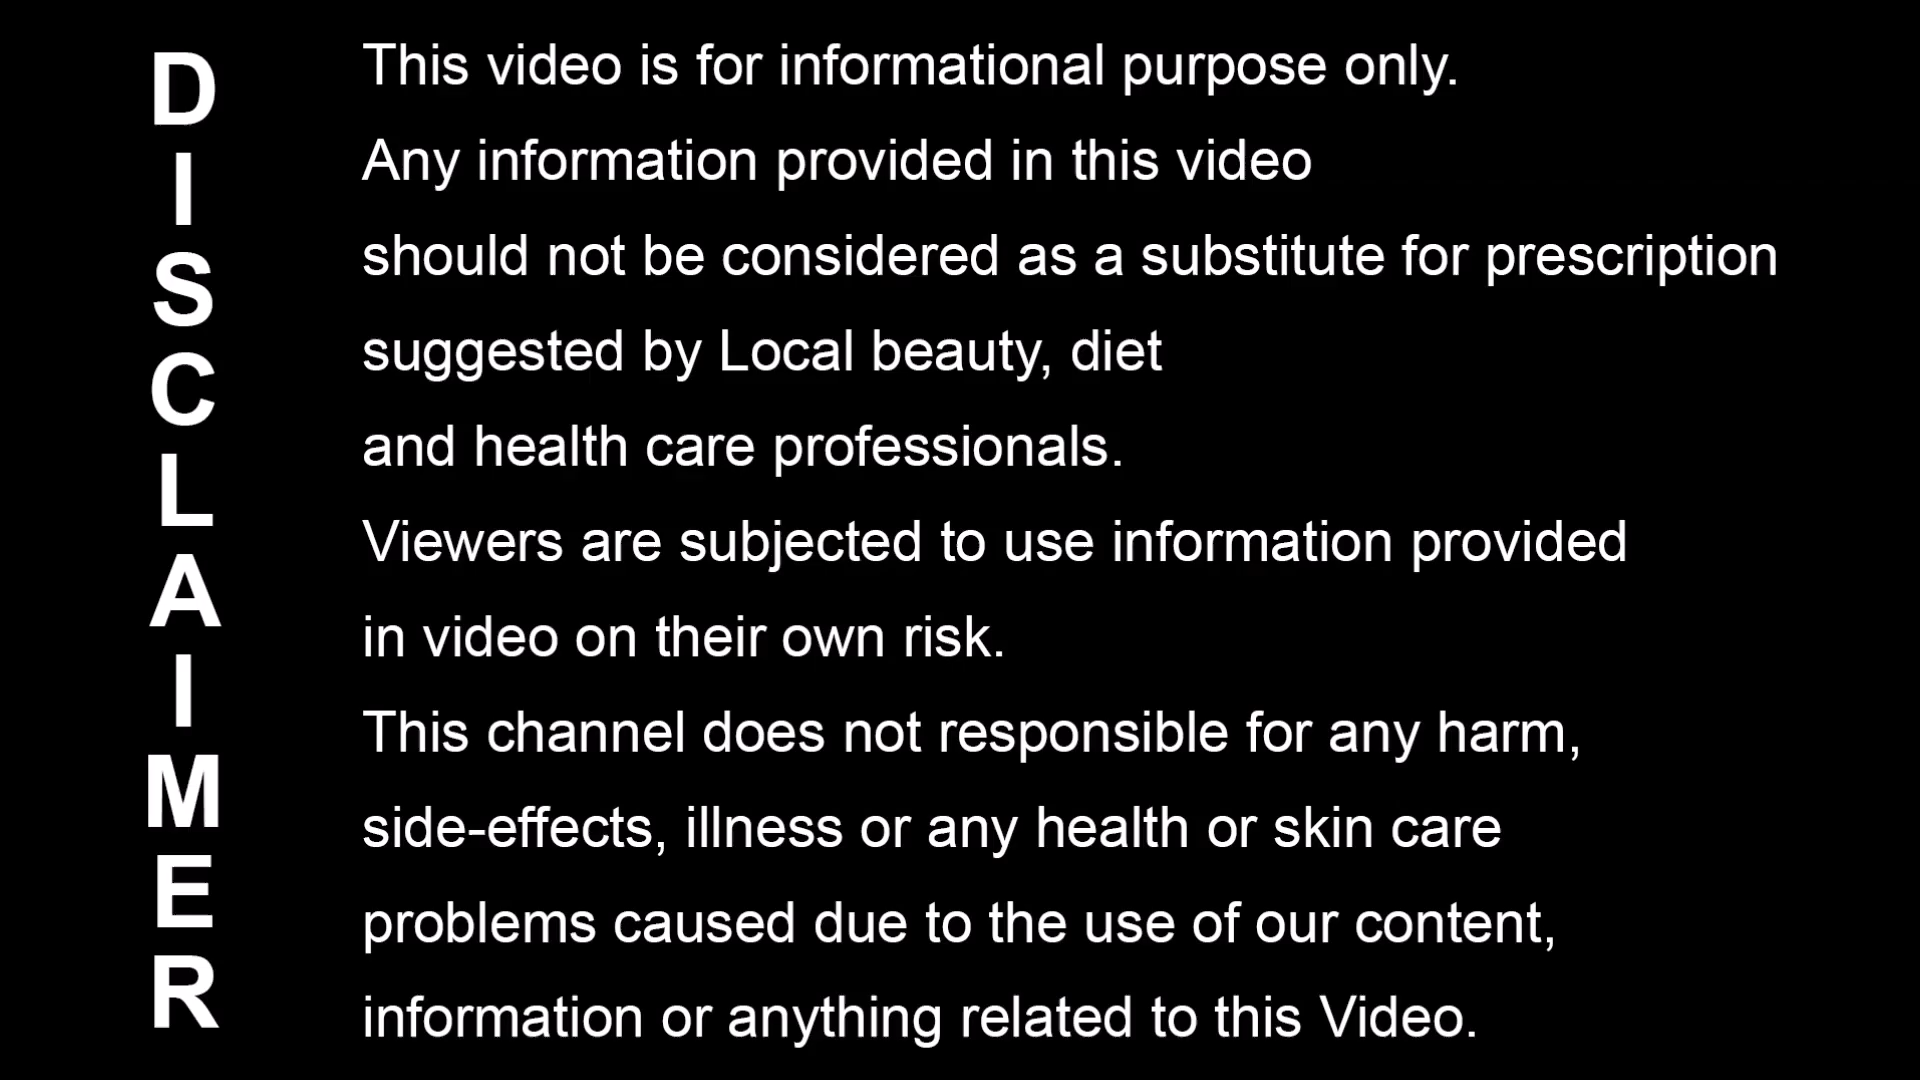 DISCLAIMER
This video is for informational purpose only.
Any information provided in this video
should not be considered as a substitute for prescription
suggested by Local beauty, diet
and health care professionals.
Viewers are subjected to use information provided
in video on their own risk.
This channel does not responsible for any harm,
side-effects, illness or any health or skin care
problems caused due to the use of our content,
information or anything related to this Video.